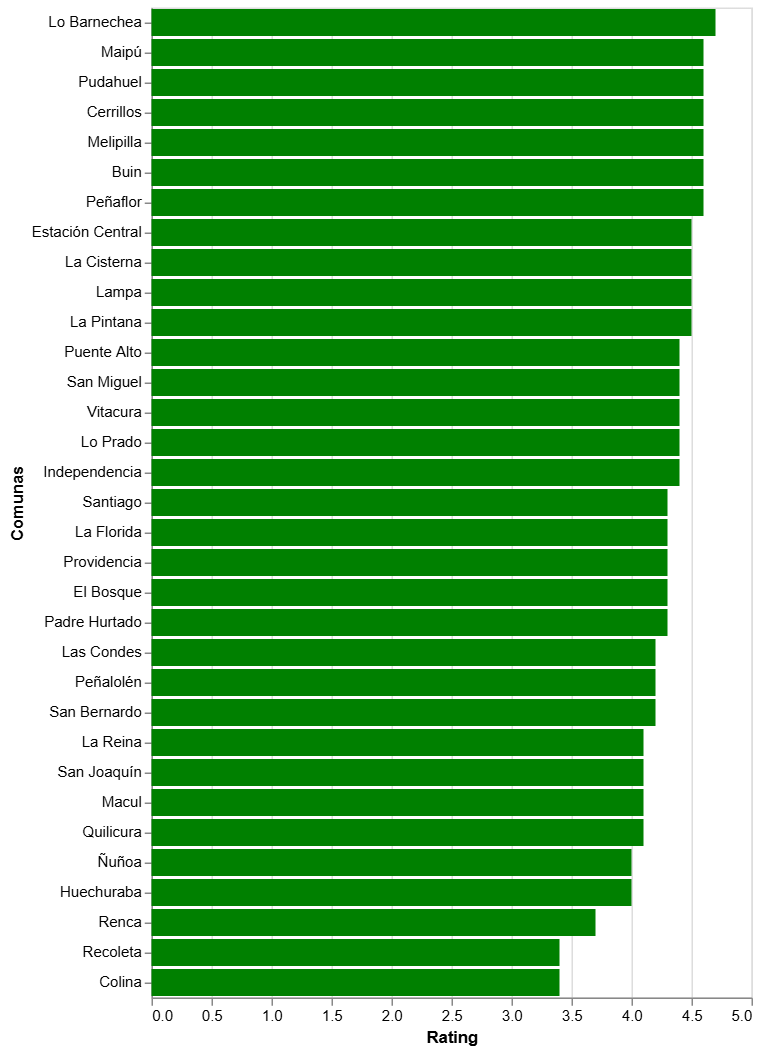 Lo Barnechea
Maipú
Pudahuel
Cerrillos
Melipilla
Buin
Peñaflor
Estación Central
La Cisterna
Lampa
La Pintana
Puente Alto
San Miguel
Vitacura
Lo Prado
Independencia
Santiago
La Florida
Providencia
El Bosque
Padre Hurtado
Las Condes
Peñalolén
San Bernardo
La Reina
San Joaquín
Macul
Quilicura
Ñuñoa
Huechuraba
Renca
Recoleta
Colina
Comunas
0.0 0.5 1.0 1.5 2.0 2.5 3.0 3.5 4.0 4.5 5.0
Rating